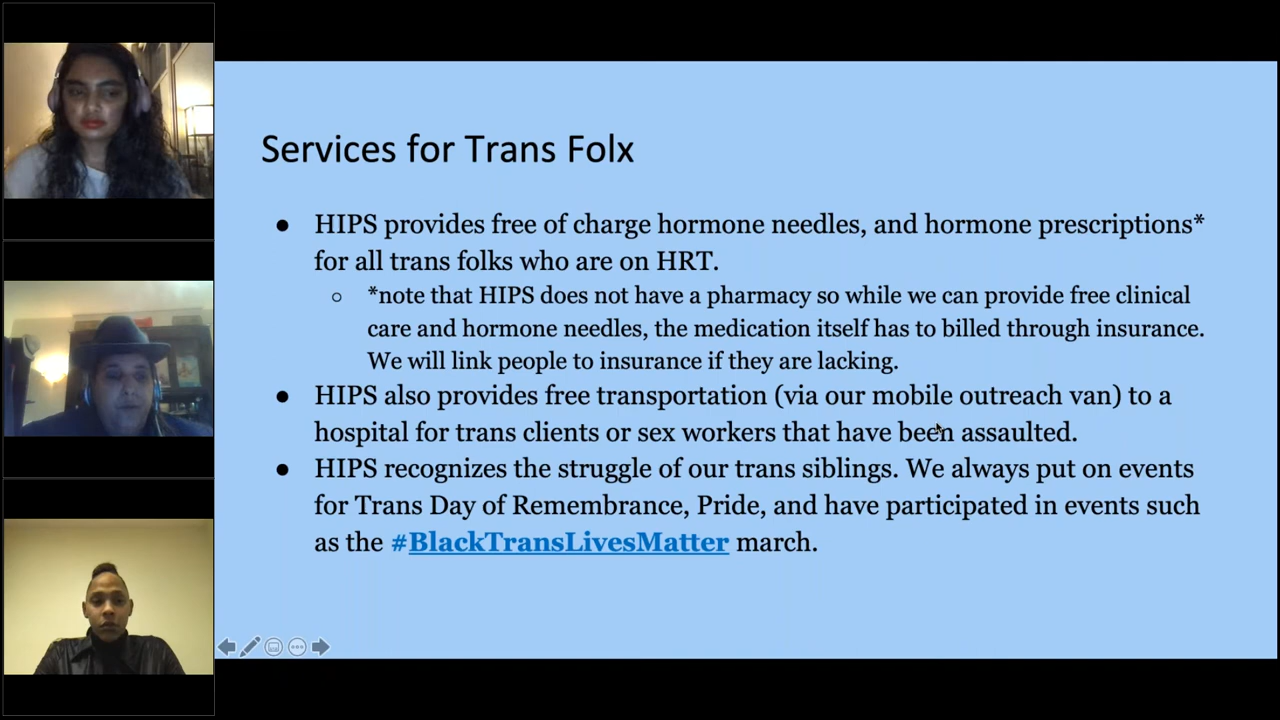 Services for Trans Folx
● HIPS provides free of charge hormone needles, and hormone prescriptions*
for all trans folks who are on HRT.
○ *note that HIPS does not have a pharmacy so while we can provide free clinical
care and hormone needles, the medication itself has to billed through insurance.
We will link people to insurance if they are lacking.
● HIPS also provides free transportation (via our mobile outreach van) to a
hospital for trans clients or sex workers that have been assaulted.
● HIPS recognizes the struggle of our trans siblings. We always put on events
for Trans Day of Remembrance, Pride, and have participated in events such
as the #BlackTransLivesMatter march.